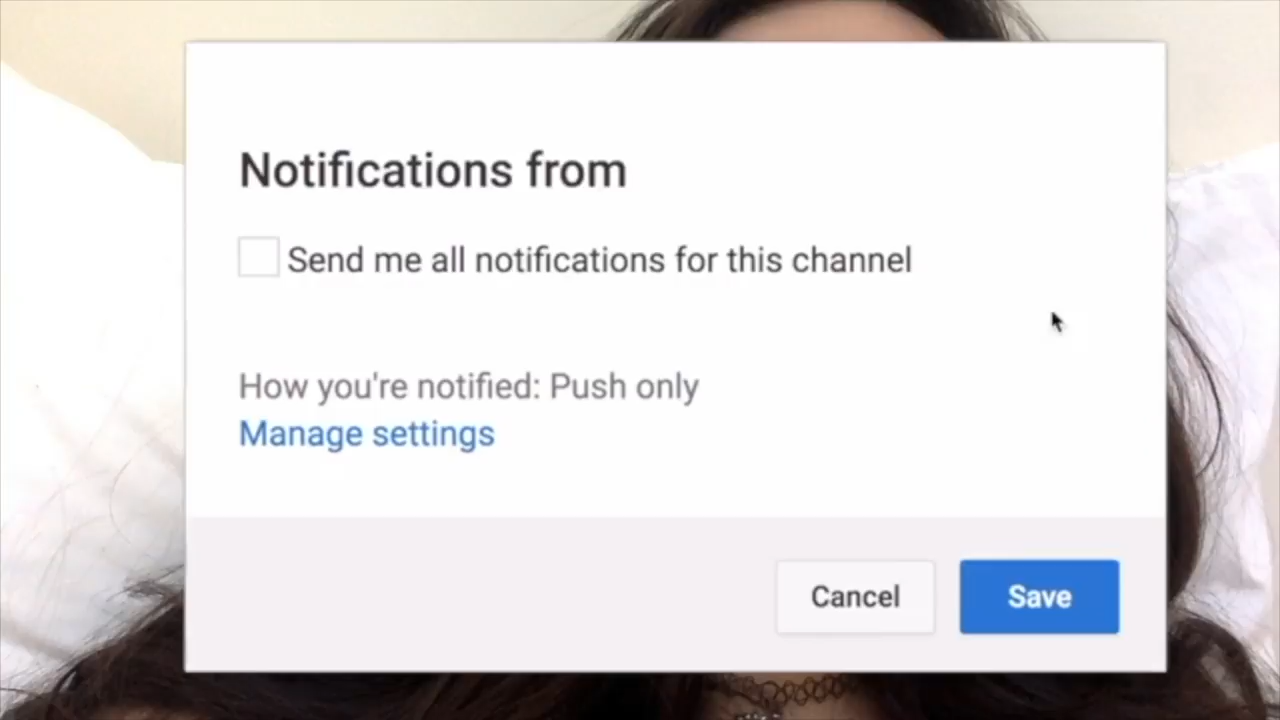 Notifications from
Send me all notifications for this channel
How you're notified: Push only
Manage settings
Cancel
Save